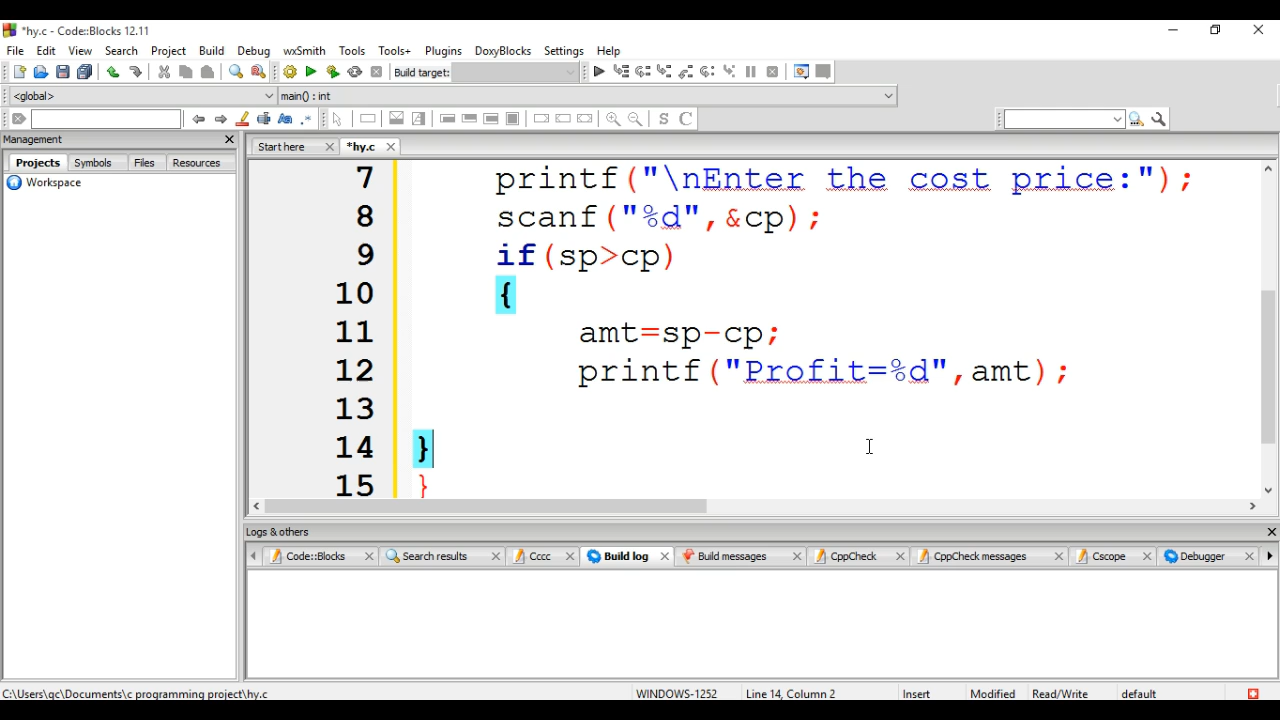 *hy.c - Code::Blocks 12.11
File Edit View Search Project Build Debug wxSmith Tools Tools+ Plugins DoxyBlocks Settings Help
Build target:
<global> main() : int
Management
Start here *hy.c
Projects Symbols Files Resources
Workspace
7 printf("\nEnter the cost price:");
8 scanf("%d",&cp);
9 if(sp>cp)
10 {
11 amt=sp-cp;
12 printf("Profit=%d",amt);
13
14 }
15 }
Logs & others
Code::Blocks Search results Cccc Build log Build messages CppCheck CppCheck messages Cscope Debugger
C:\Users\qc\Documents\c programming project\hy.c WINDOWS-1252 Line 14, Column 2 Insert Modified Read/Write default